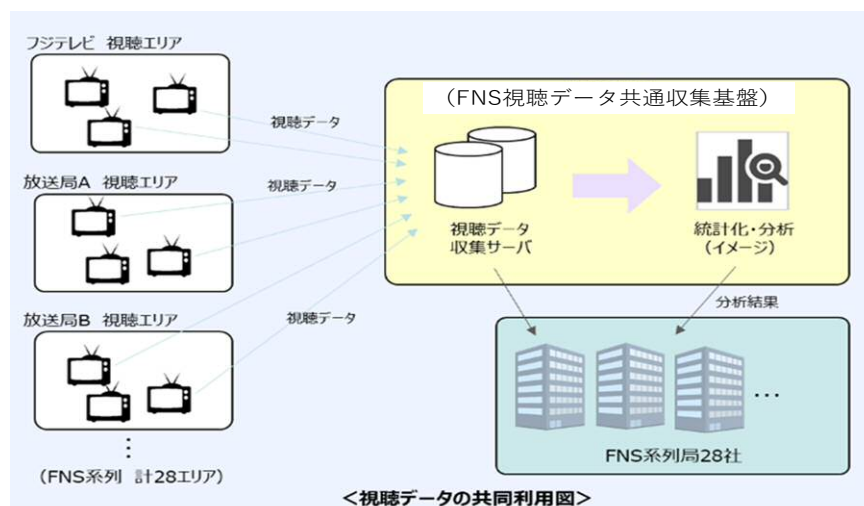 フジテレビ 視聴エリア
視聴データ
放送局A 視聴エリア
視聴データ
放送局B 視聴エリア
視聴データ
⋮
(FNS系列 計28エリア)
(FNS視聴データ共通収集基盤)
視聴データ
収集サーバ
統計化・分析
(イメージ)
分析結果
…
FNS系列局28社
<視聴データの共同利用図>